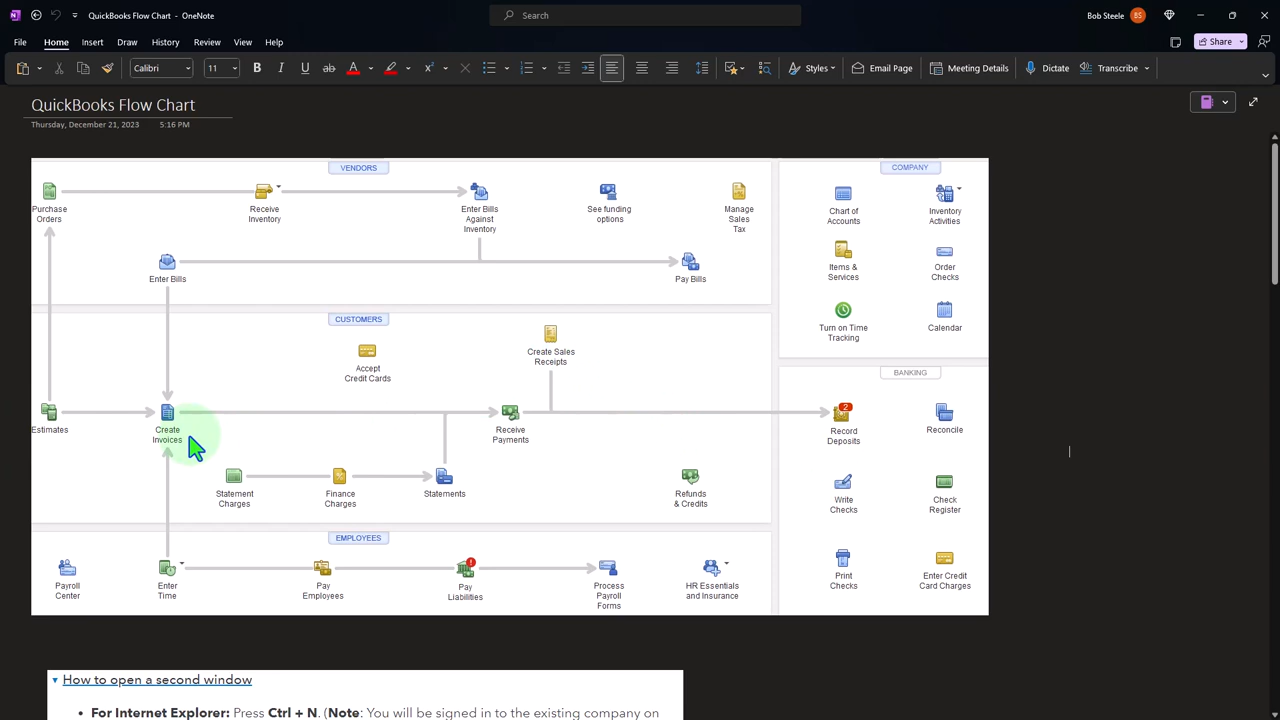 QuickBooks Flow Chart - OneNote
Search
Bob Steele
BS
File
Home
Insert
Draw
History
Review
View
Help
Share
Calibri
11
B
I
U
ab
A
Styles
Email Page
Meeting Details
Dictate
Transcribe
QuickBooks Flow Chart
Thursday, December 21, 2023
5:16 PM
VENDORS
Purchase
Orders
Receive
Inventory
Enter Bills
Against
Inventory
See funding
options
Manage
Sales
Tax
Enter Bills
Pay Bills
CUSTOMERS
Accept
Credit Cards
Create Sales
Receipts
Estimates
Create
Invoices
Receive
Payments
Statement
Charges
Finance
Charges
Statements
Refunds
& Credits
EMPLOYEES
Payroll
Center
Enter
Time
Pay
Employees
Pay
Liabilities
Process
Payroll
Forms
HR Essentials
and Insurance
COMPANY
Chart of
Accounts
Inventory
Activities
Items &
Services
Order
Checks
Turn on Time
Tracking
Calendar
BANKING
2
Record
Deposits
Reconcile
Write
Checks
Check
Register
Print
Checks
Enter Credit
Card Charges
How to open a second window
• For Internet Explorer: Press Ctrl + N. (Note: You will be signed in to the existing company on